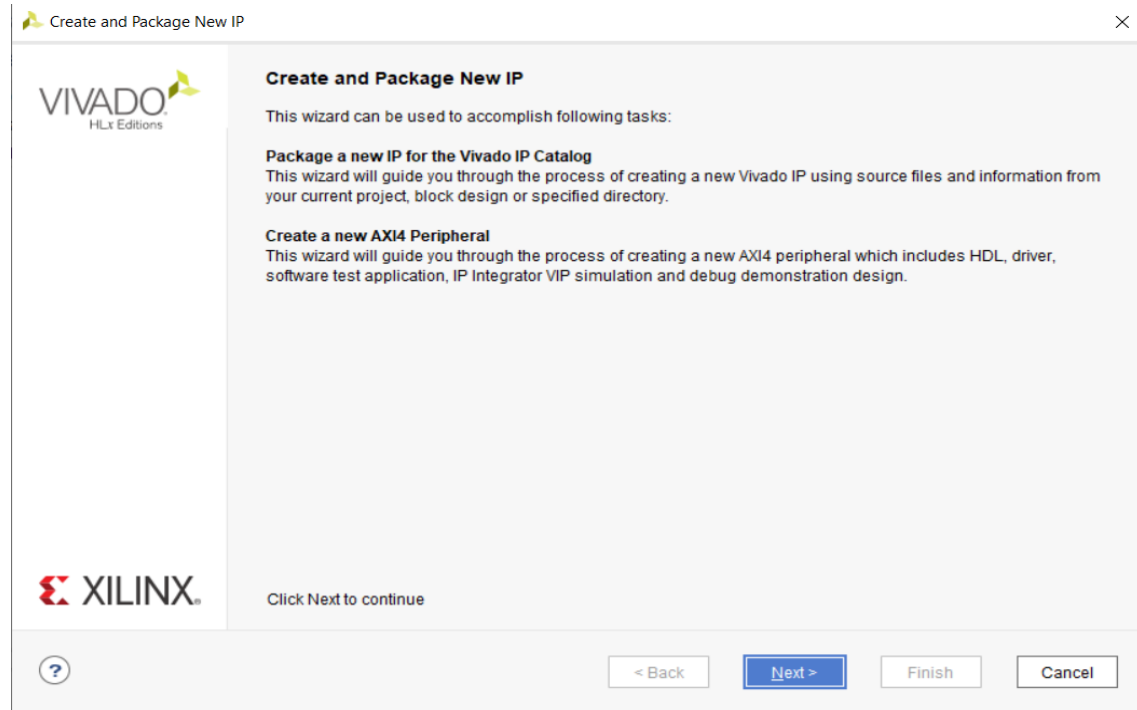 Create and Package New IP
VIVADO.
HLx Editions
Create and Package New IP
This wizard can be used to accomplish following tasks:
Package a new IP for the Vivado IP Catalog
This wizard will guide you through the process of creating a new Vivado IP using source files and information from
your current project, block design or specified directory.
Create a new AXI4 Peripheral
This wizard will guide you through the process of creating a new AXI4 peripheral which includes HDL, driver,
software test application, IP Integrator VIP simulation and debug demonstration design.
XILINX®
Click Next to continue
?
< Back
Next >
Finish
Cancel